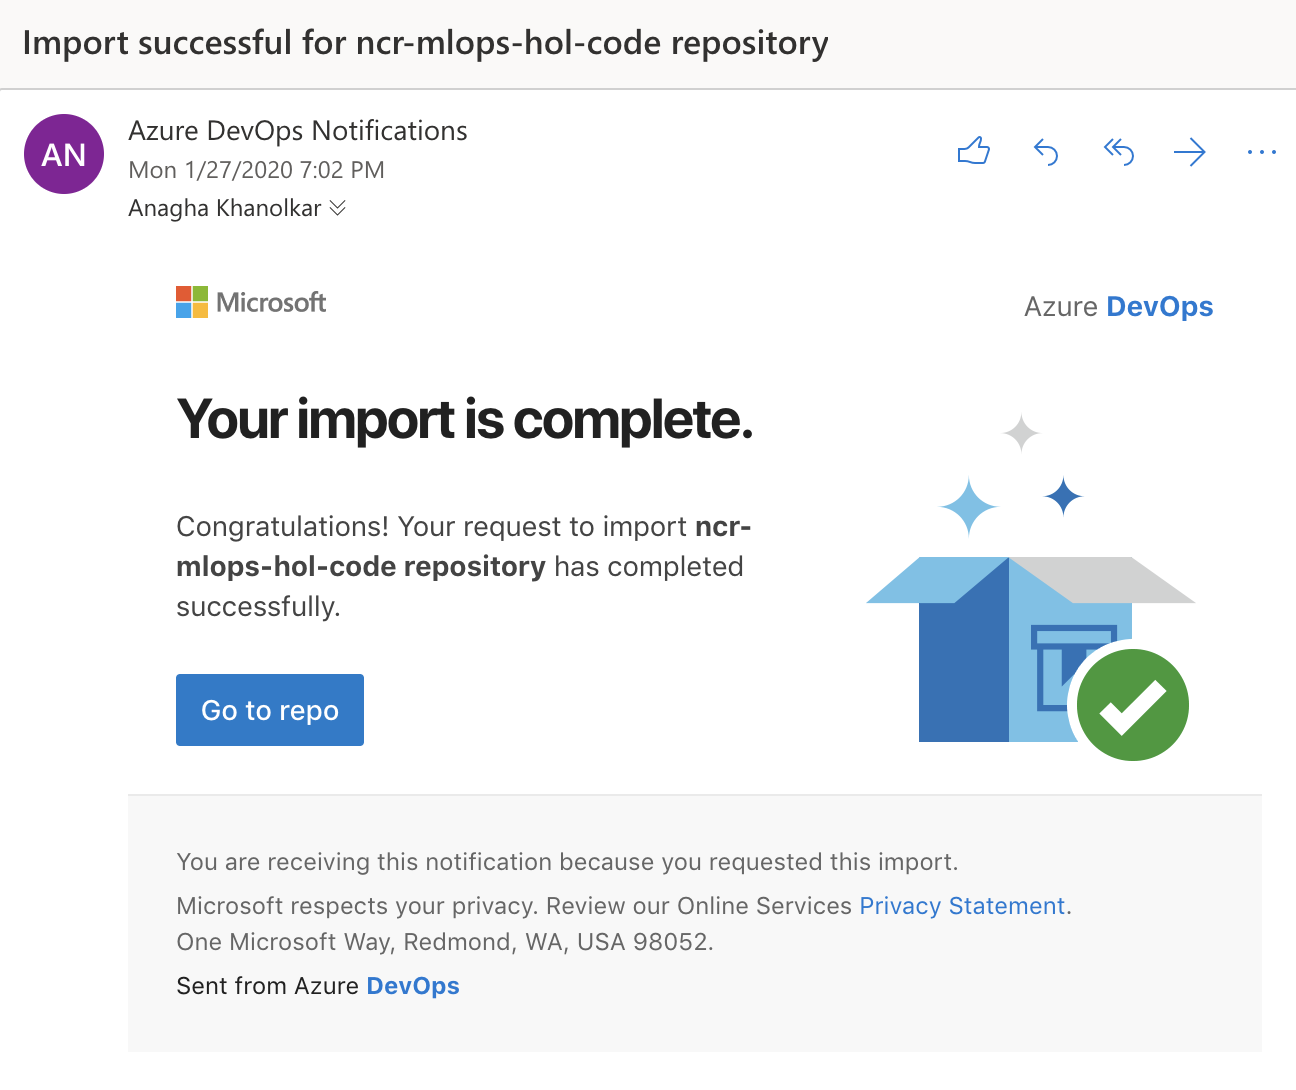 Import successful for ncr-mlops-hol-code repository
AN
Azure DevOps Notifications
Mon 1/27/2020 7:02 PM
Anagha Khanolkar
Microsoft
Azure DevOps
Your import is complete.
Congratulations! Your request to import ncr-
mlops-hol-code repository has completed
successfully.
Go to repo
You are receiving this notification because you requested this import.
Microsoft respects your privacy. Review our Online Services Privacy Statement.
One Microsoft Way, Redmond, WA, USA 98052.
Sent from Azure DevOps